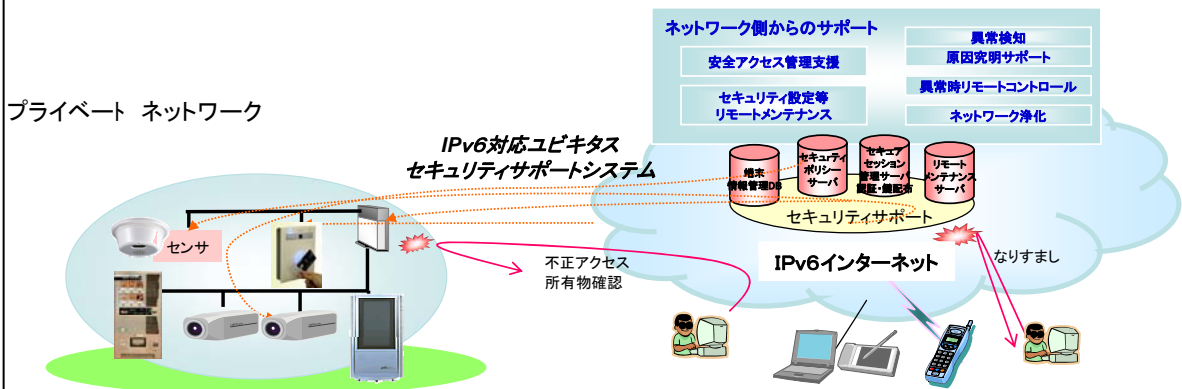 ネットワーク側からのサポート
安全アクセス管理支援
セキュリティ設定等
リモートメンテナンス
異常検知
原因究明サポート
異常時リモートコントロール
ネットワーク浄化
プライベート ネットワーク
IPv6対応ユビキタス
セキュリティサポートシステム
端末
情報管理DB
セキュリティ
ポリシー
サーバ
セキュア
セッション
管理サーバ
認証・鍵配布
リモート
メンテナンス
サーバ
セキュリティサポート
センサ
不正アクセス
所有物確認
IPv6インターネット
なりすまし